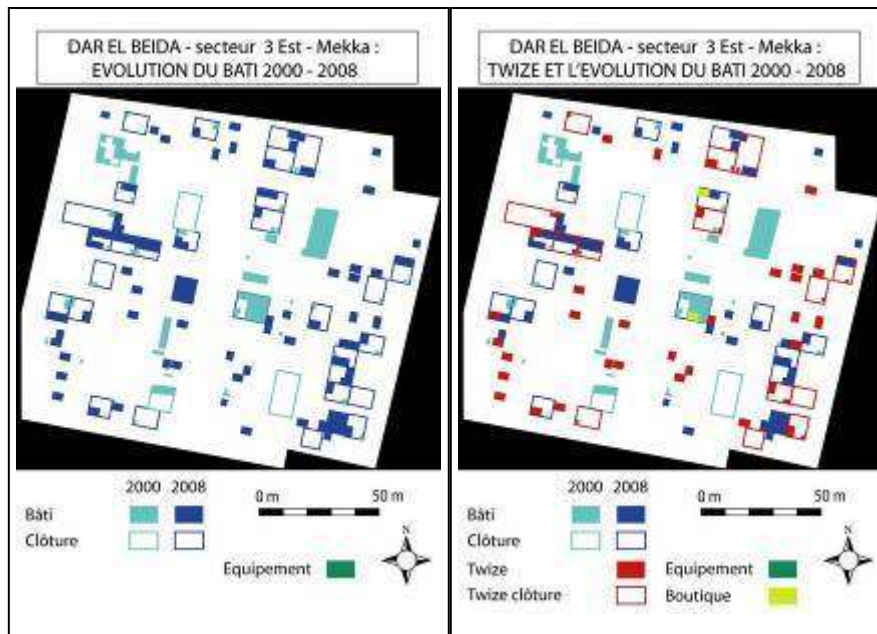 DAR EL BEIDA - secteur 3 Est - Mekka :
EVOLUTION DU BATI 2000 - 2008
2000 2008
Bâti
Clôture
Equipement
0 m 50 m
N
DAR EL BEIDA - secteur 3 Est - Mekka :
TWIZE ET L'EVOLUTION DU BATI 2000 - 2008
2000 2008
Bâti
Clôture
Twize
Twize clôture
Equipement
Boutique
0 m 50 m
N